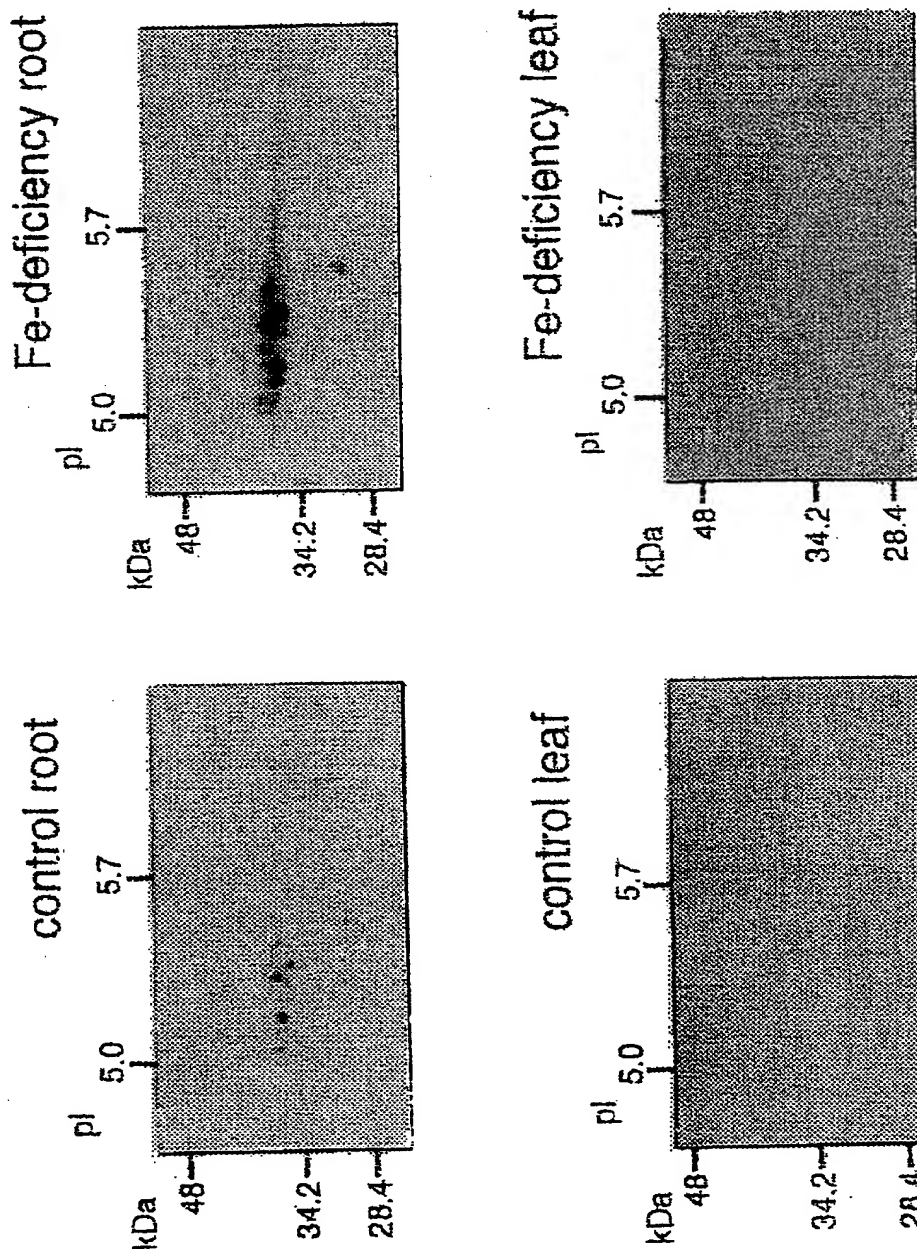 control root
pI
5.0
5.7
kDa
48
34.2
28.4
Fe-deficiency root
pI
5.0
5.7
kDa
48
34.2
28.4
control leaf
pI
5.0
5.7
kDa
48
34.2
28.4
Fe-deficiency leaf
pI
5.0
5.7
kDa
48
34.2
28.4